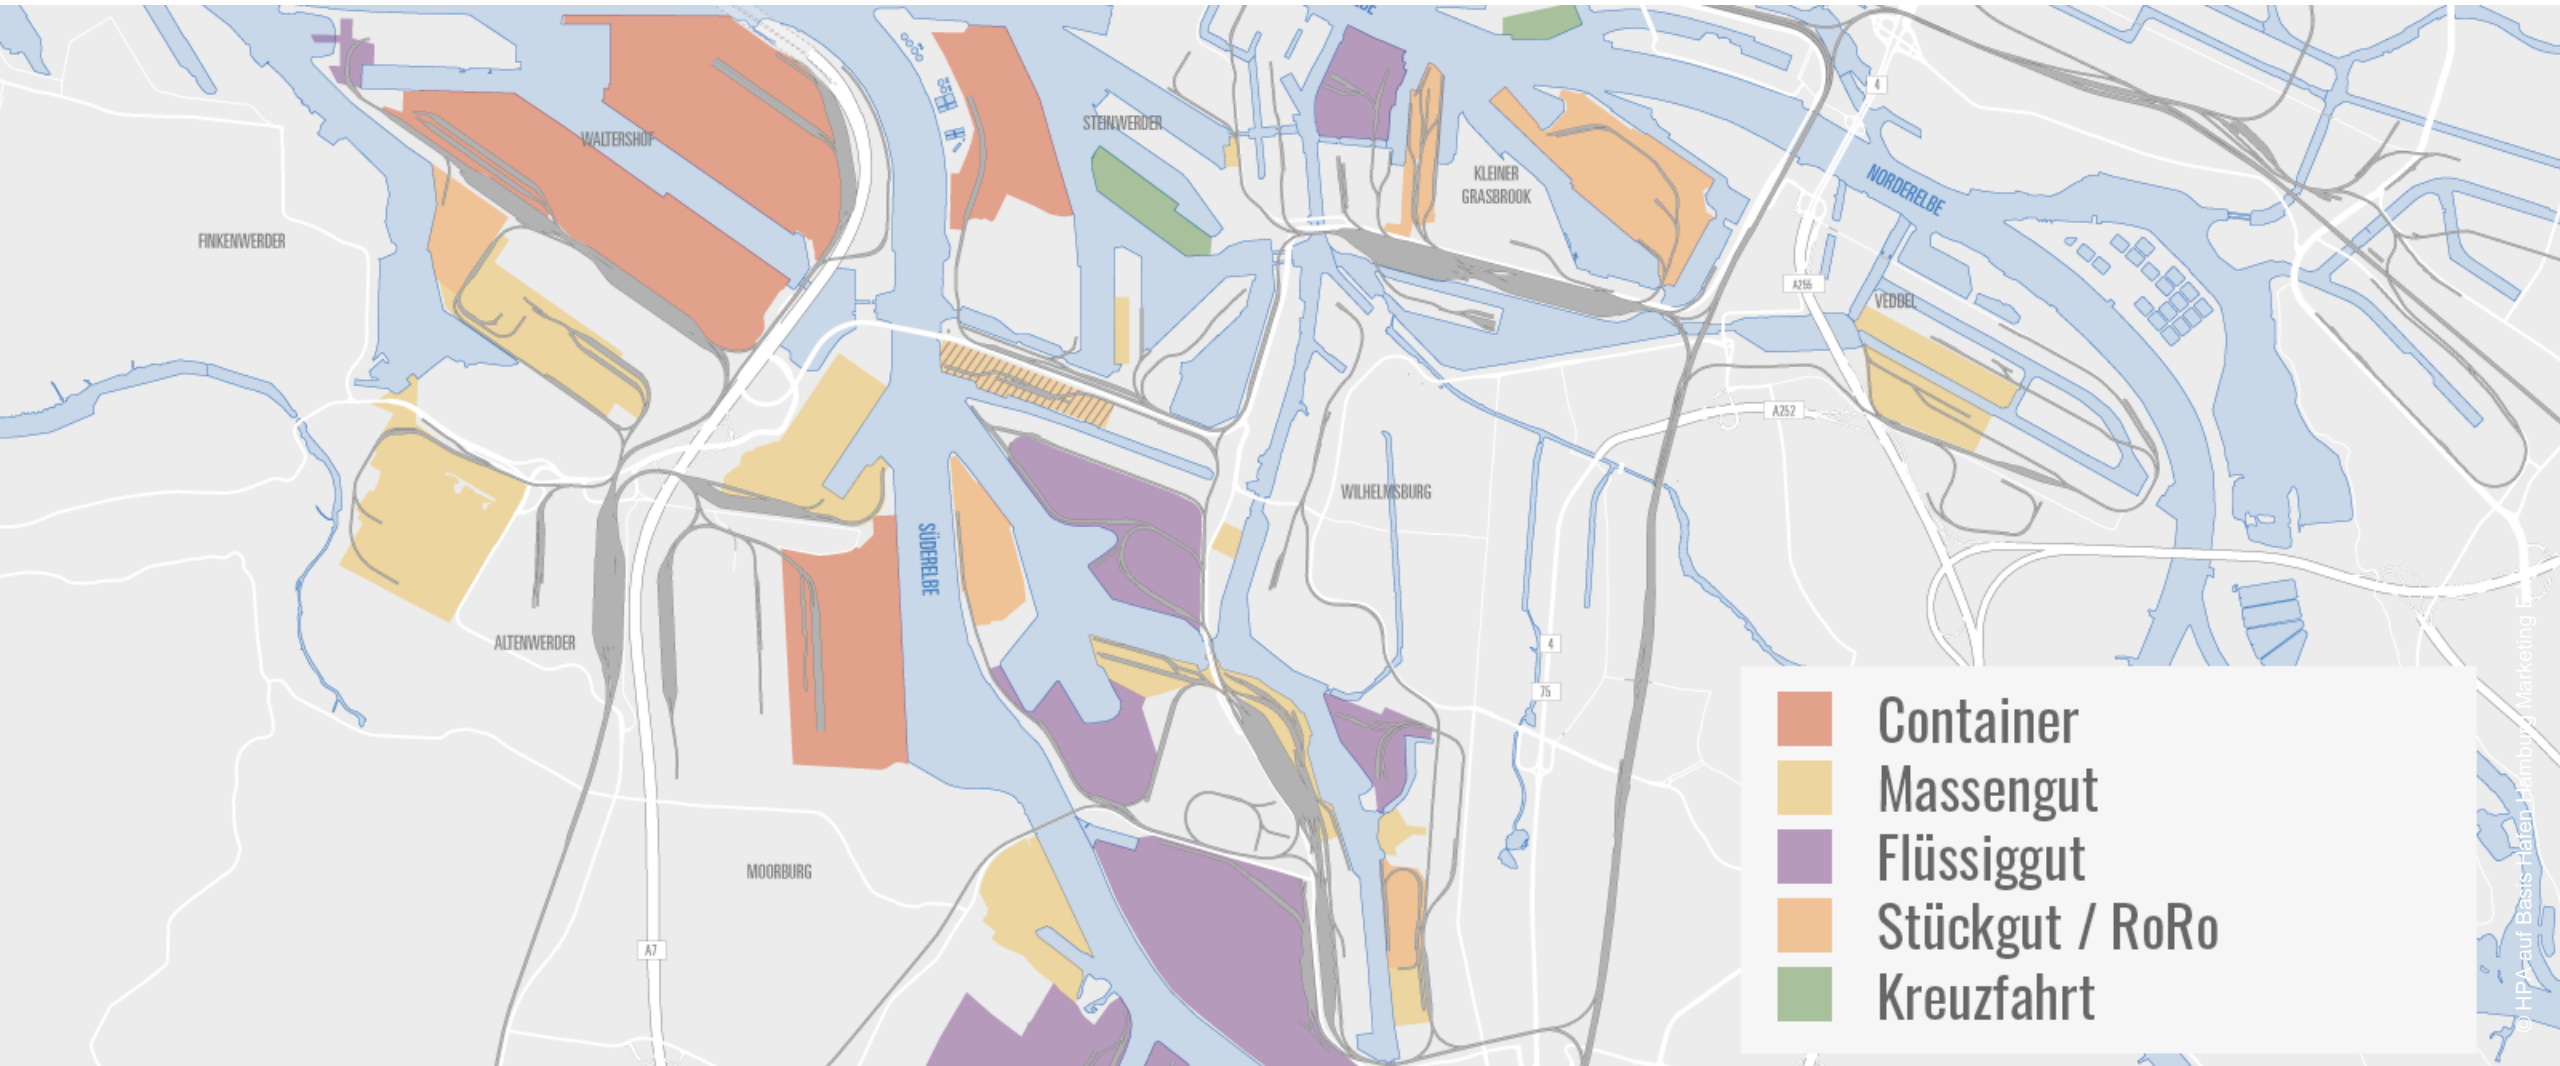 WALTERSHOF
STEINWERDER
KLEINER
GRASBROOK
4
NORDERELBE
FINKENWERDER
A255
VEDDEL
A252
WILHELMSBURG
SÜDERELBE
ALTENWERDER
4
75
MOORBURG
A7
Container
Massengut
Flüssiggut
Stückgut / RoRo
Kreuzfahrt
© HPA auf Basis Hafen Hamburg Marketing